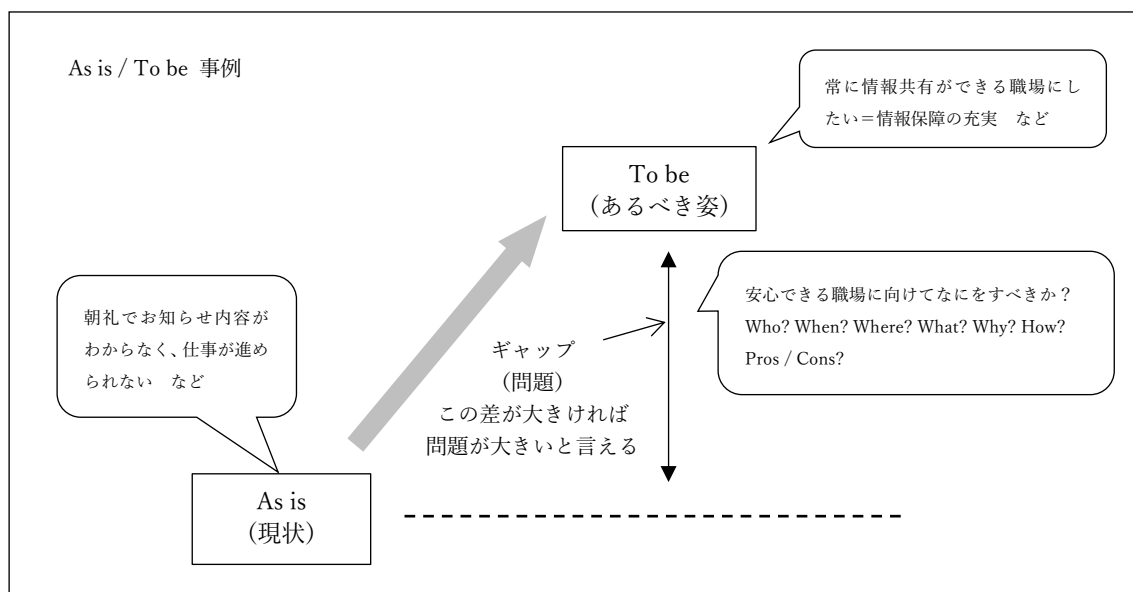 As is / To be 事例
常に情報共有ができる職場にし
たい＝情報保障の充実　など
To be
（あるべき姿）
安心できる職場に向けてなにをすべきか？
Who? When? Where? What? Why? How?
Pros / Cons?
朝礼でお知らせ内容が
わからなく、仕事が進め
られない　など
ギャップ
（問題）
この差が大きければ
問題が大きいと言える
As is
（現状）